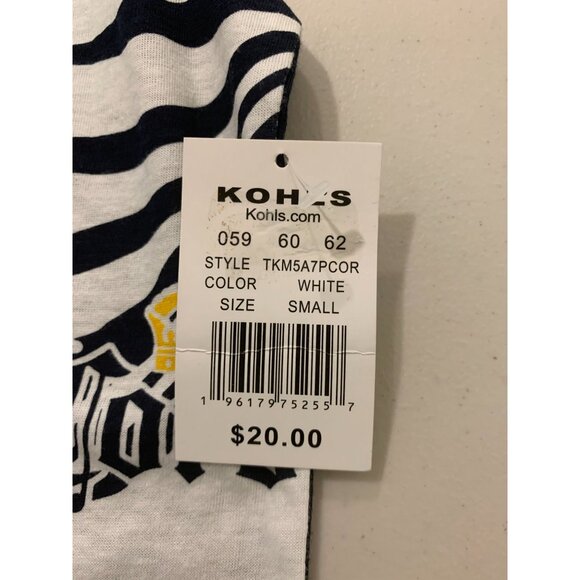 KOHLS
Kohls.com
059 60 62
STYLE TKM5A7PCOR
COLOR WHITE
SIZE SMALL
1 96179 75255 7
$20.00